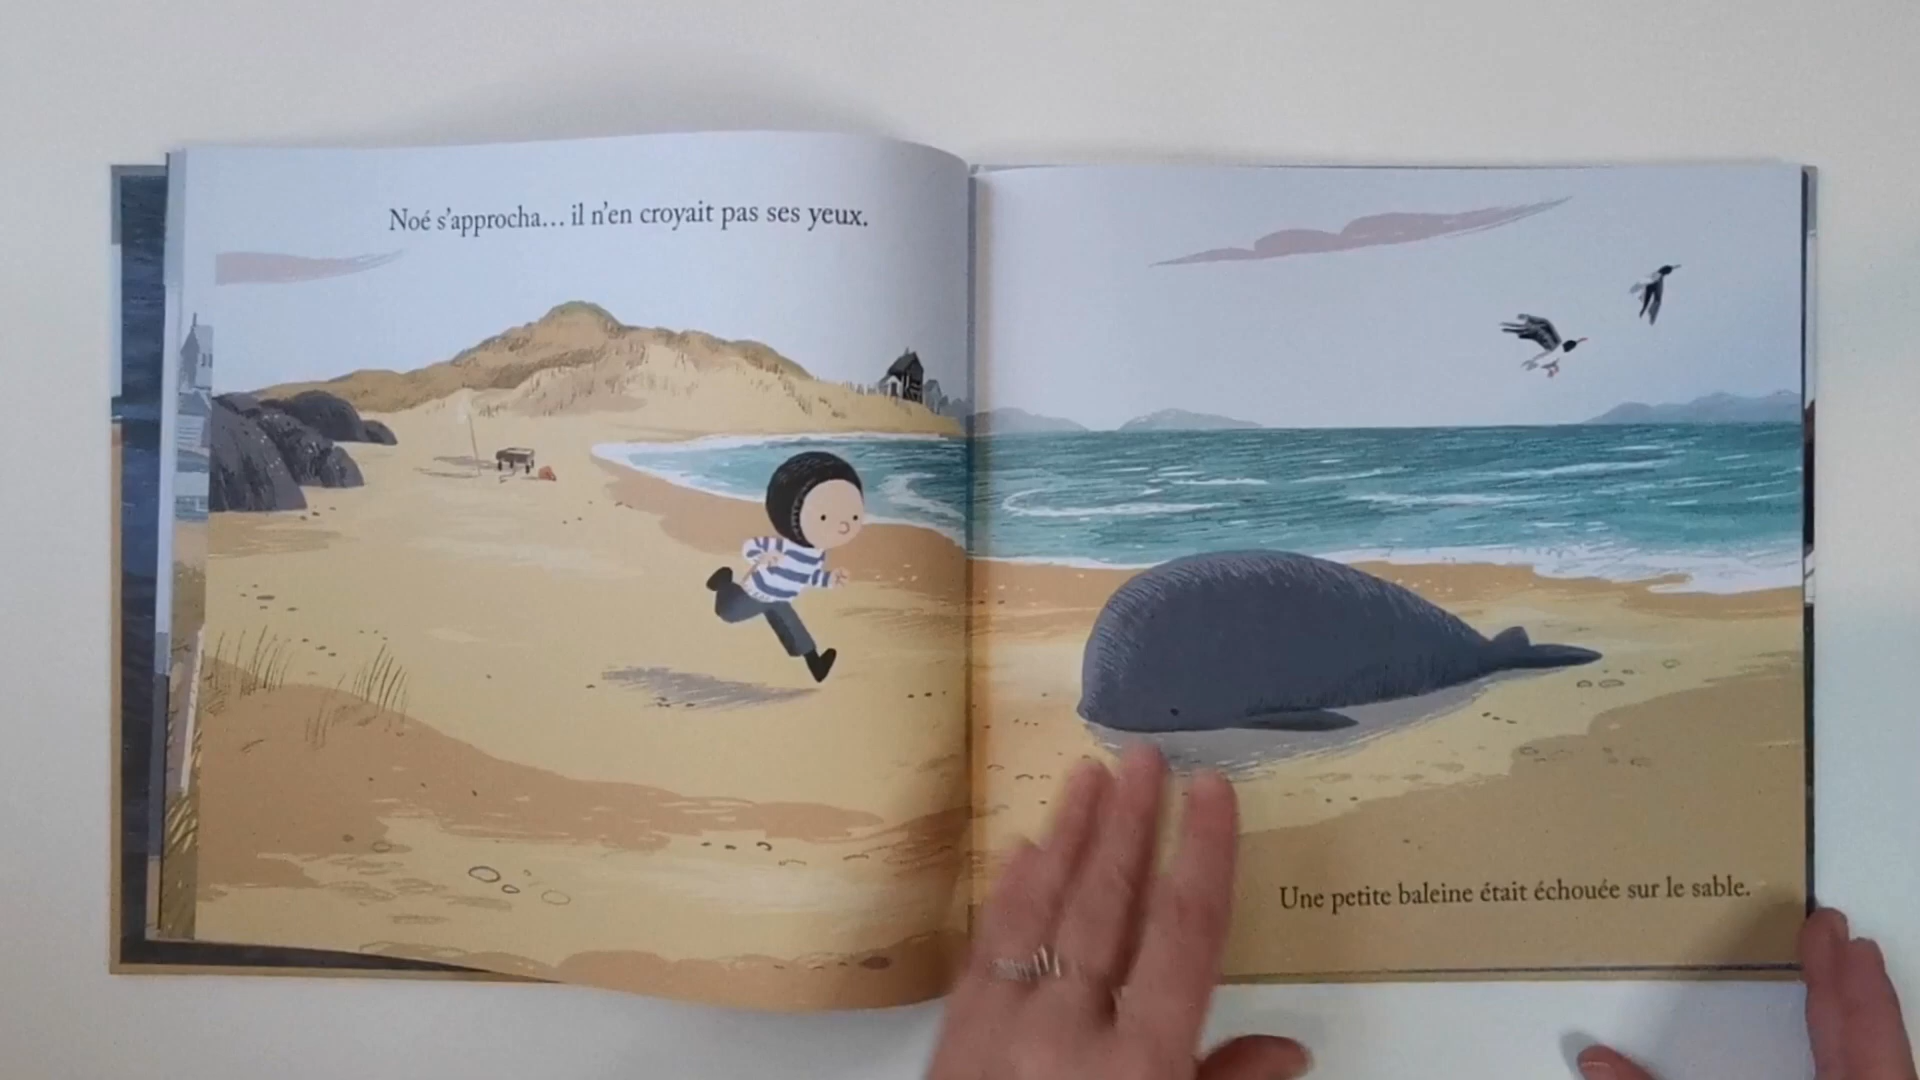 Noé s'approcha... il n'en croyait pas ses yeux.
Une petite baleine était échouée sur le sable.